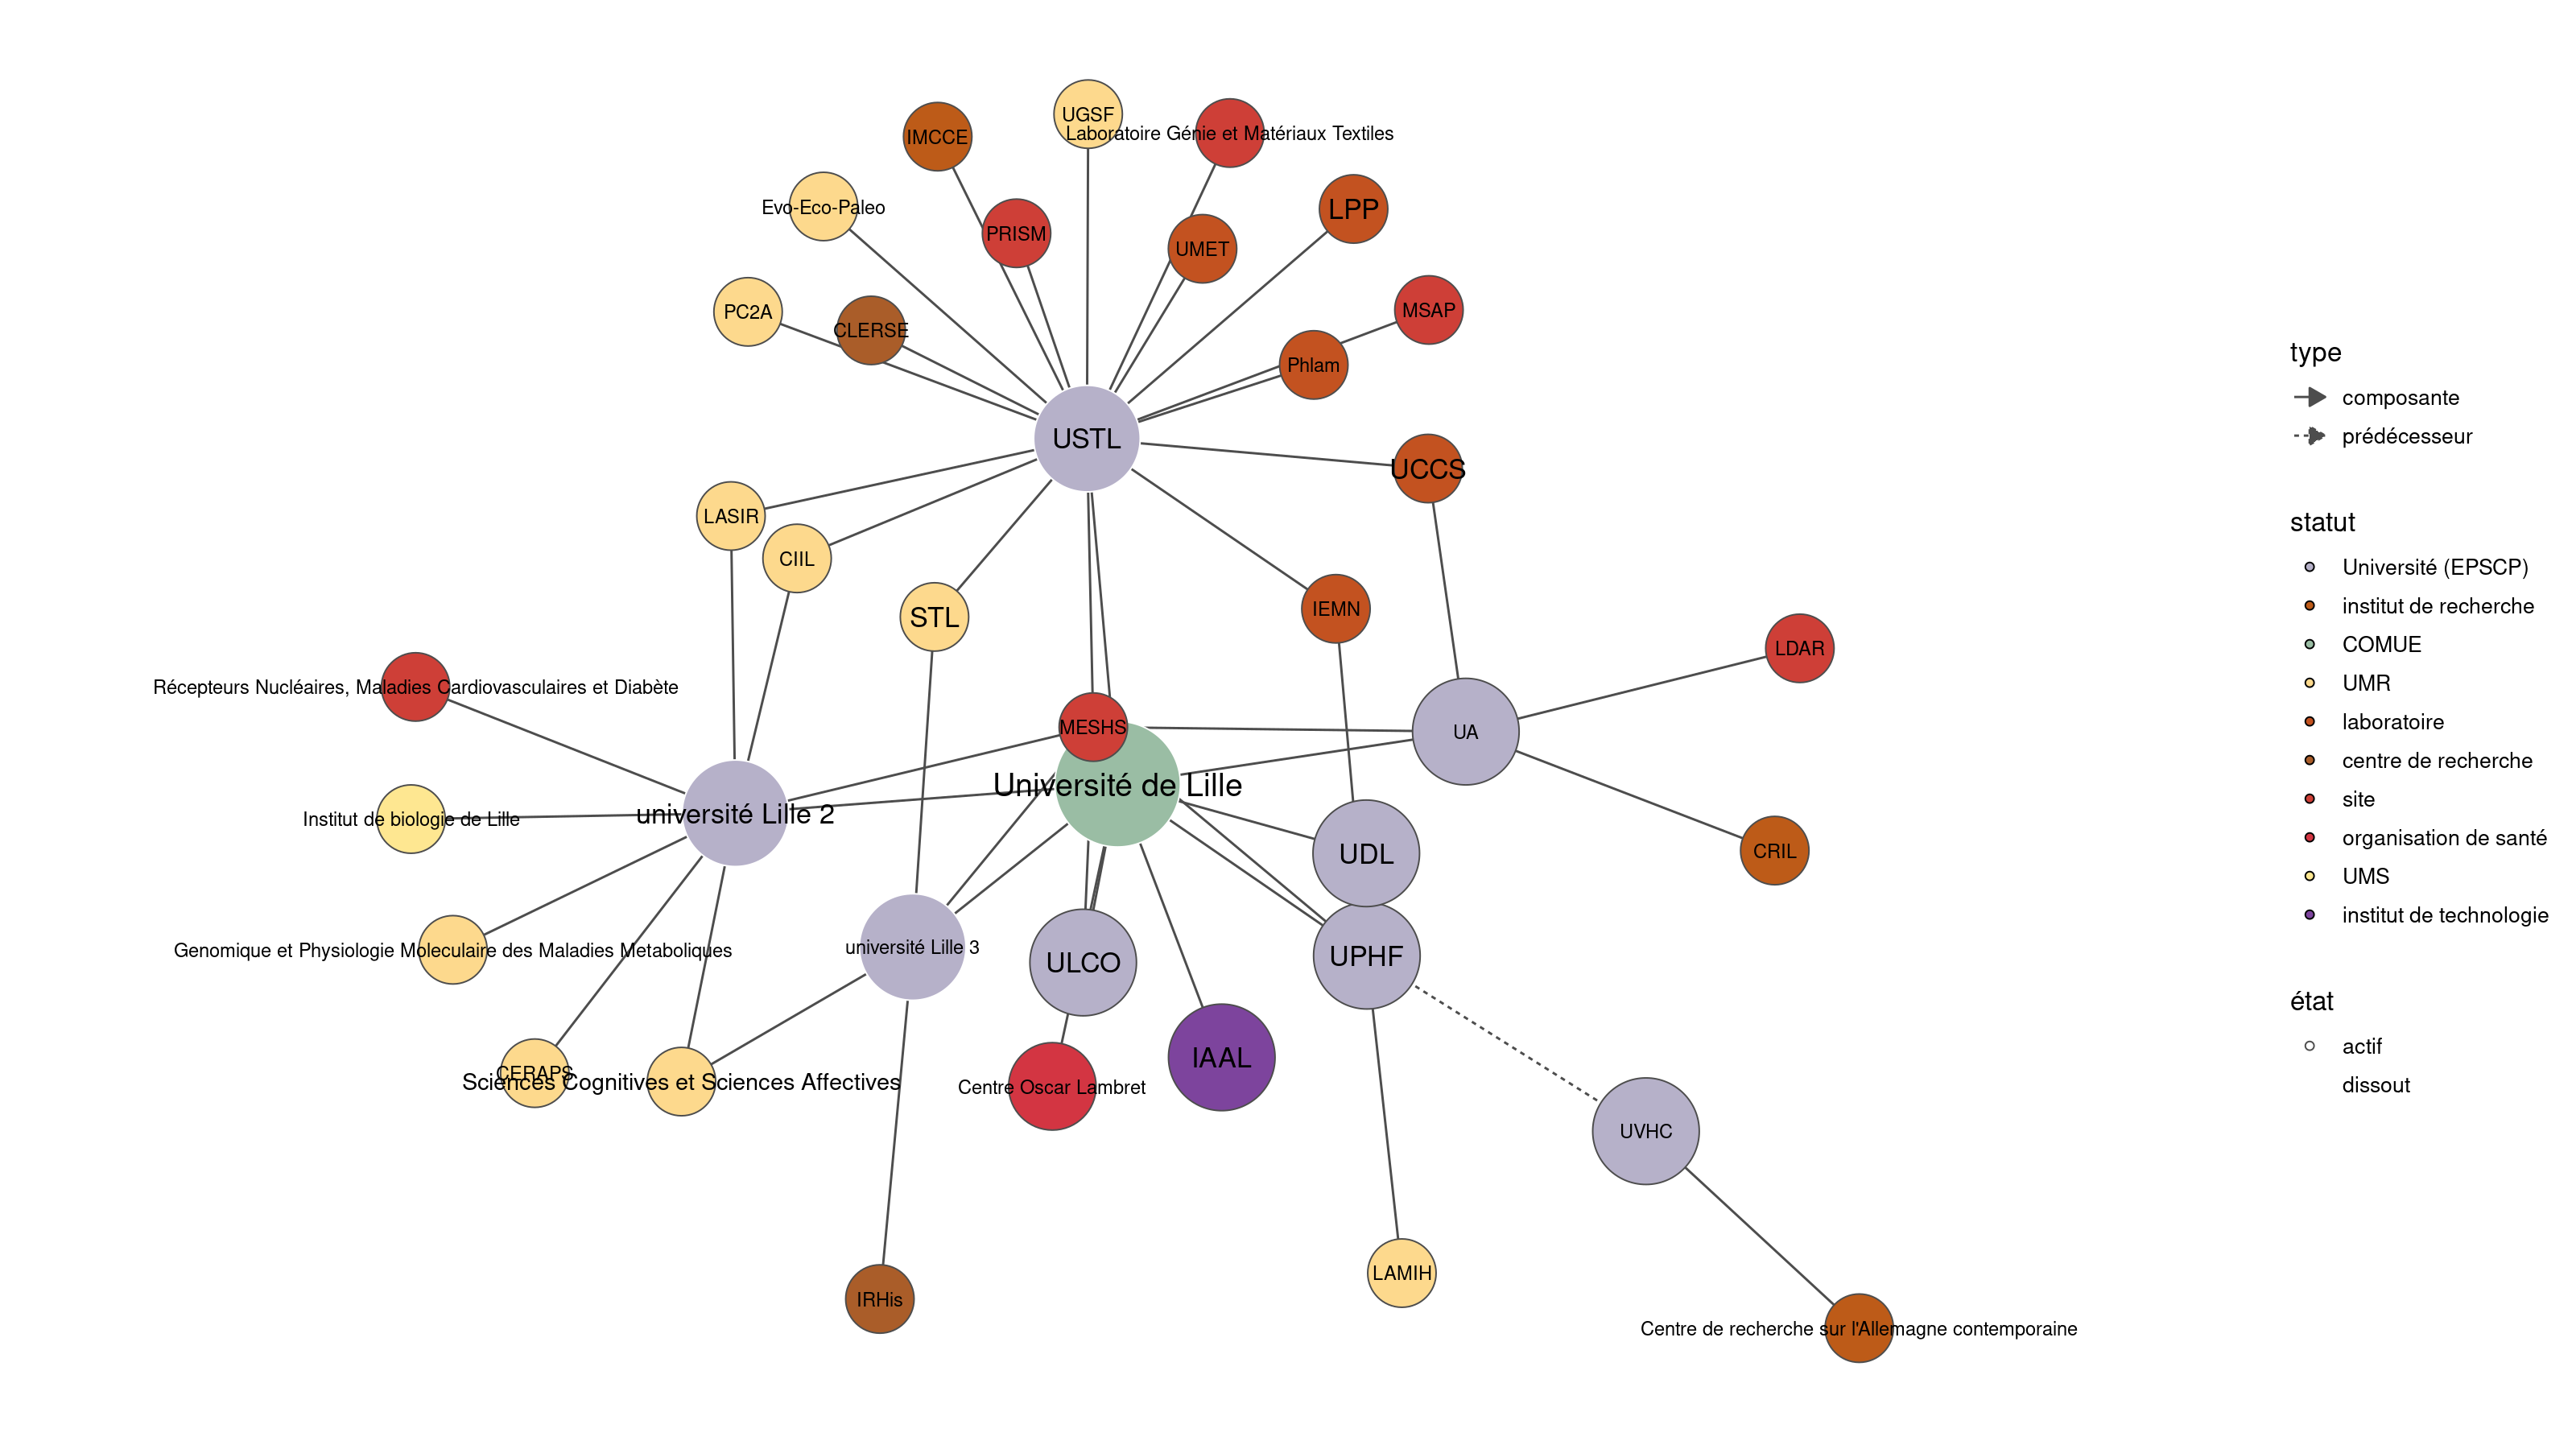 UGSF
Laboratoire Génie et Matériaux Textiles
IMCCE
Evo-Eco-Paleo
LPP
PRISM
UMET
PC2A
CLERSE
MSAP
Phlam
USTL
UCCS
LASIR
CIIL
STL
IEMN
LDAR
Récepteurs Nucléaires, Maladies Cardiovasculaires et Diabète
MESHS
UA
Université de Lille
université Lille 2
Institut de biologie de Lille
UDL
CRIL
Genomique et Physiologie Moleculaire des Maladies Metaboliques
université Lille 3
ULCO
UPHF
IAAL
CERAPS
Sciences Cognitives et Sciences Affectives
Centre Oscar Lambret
UVHC
LAMIH
IRHis
Centre de recherche sur l'Allemagne contemporaine
type
composante
prédécesseur
statut
Université (EPSCP)
institut de recherche
COMUE
UMR
laboratoire
centre de recherche
site
organisation de santé
UMS
institut de technologie
état
actif
dissout